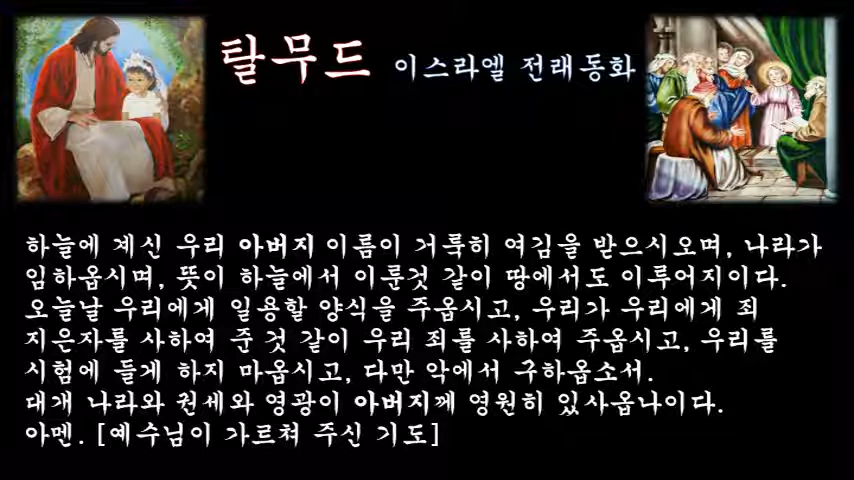 탈무드 이스라엘 전래동화
하늘에 계신 우리 아버지 이름이 거룩히 여김을 받으시오며, 나라가
임하옵시며, 뜻이 하늘에서 이룬것 같이 땅에서도 이루어지이다.
오늘날 우리에게 일용할 양식을 주옵시고, 우리가 우리에게 죄
지은자를 사하여 준 것 같이 우리 죄를 사하여 주옵시고, 우리를
시험에 들게 하지 마옵시고, 다만 악에서 구하옵소서.
대개 나라와 원세와 영광이 아버지께 영원히 있사옵나이다.
아멘. [예수님이 가르쳐 주신 기도]